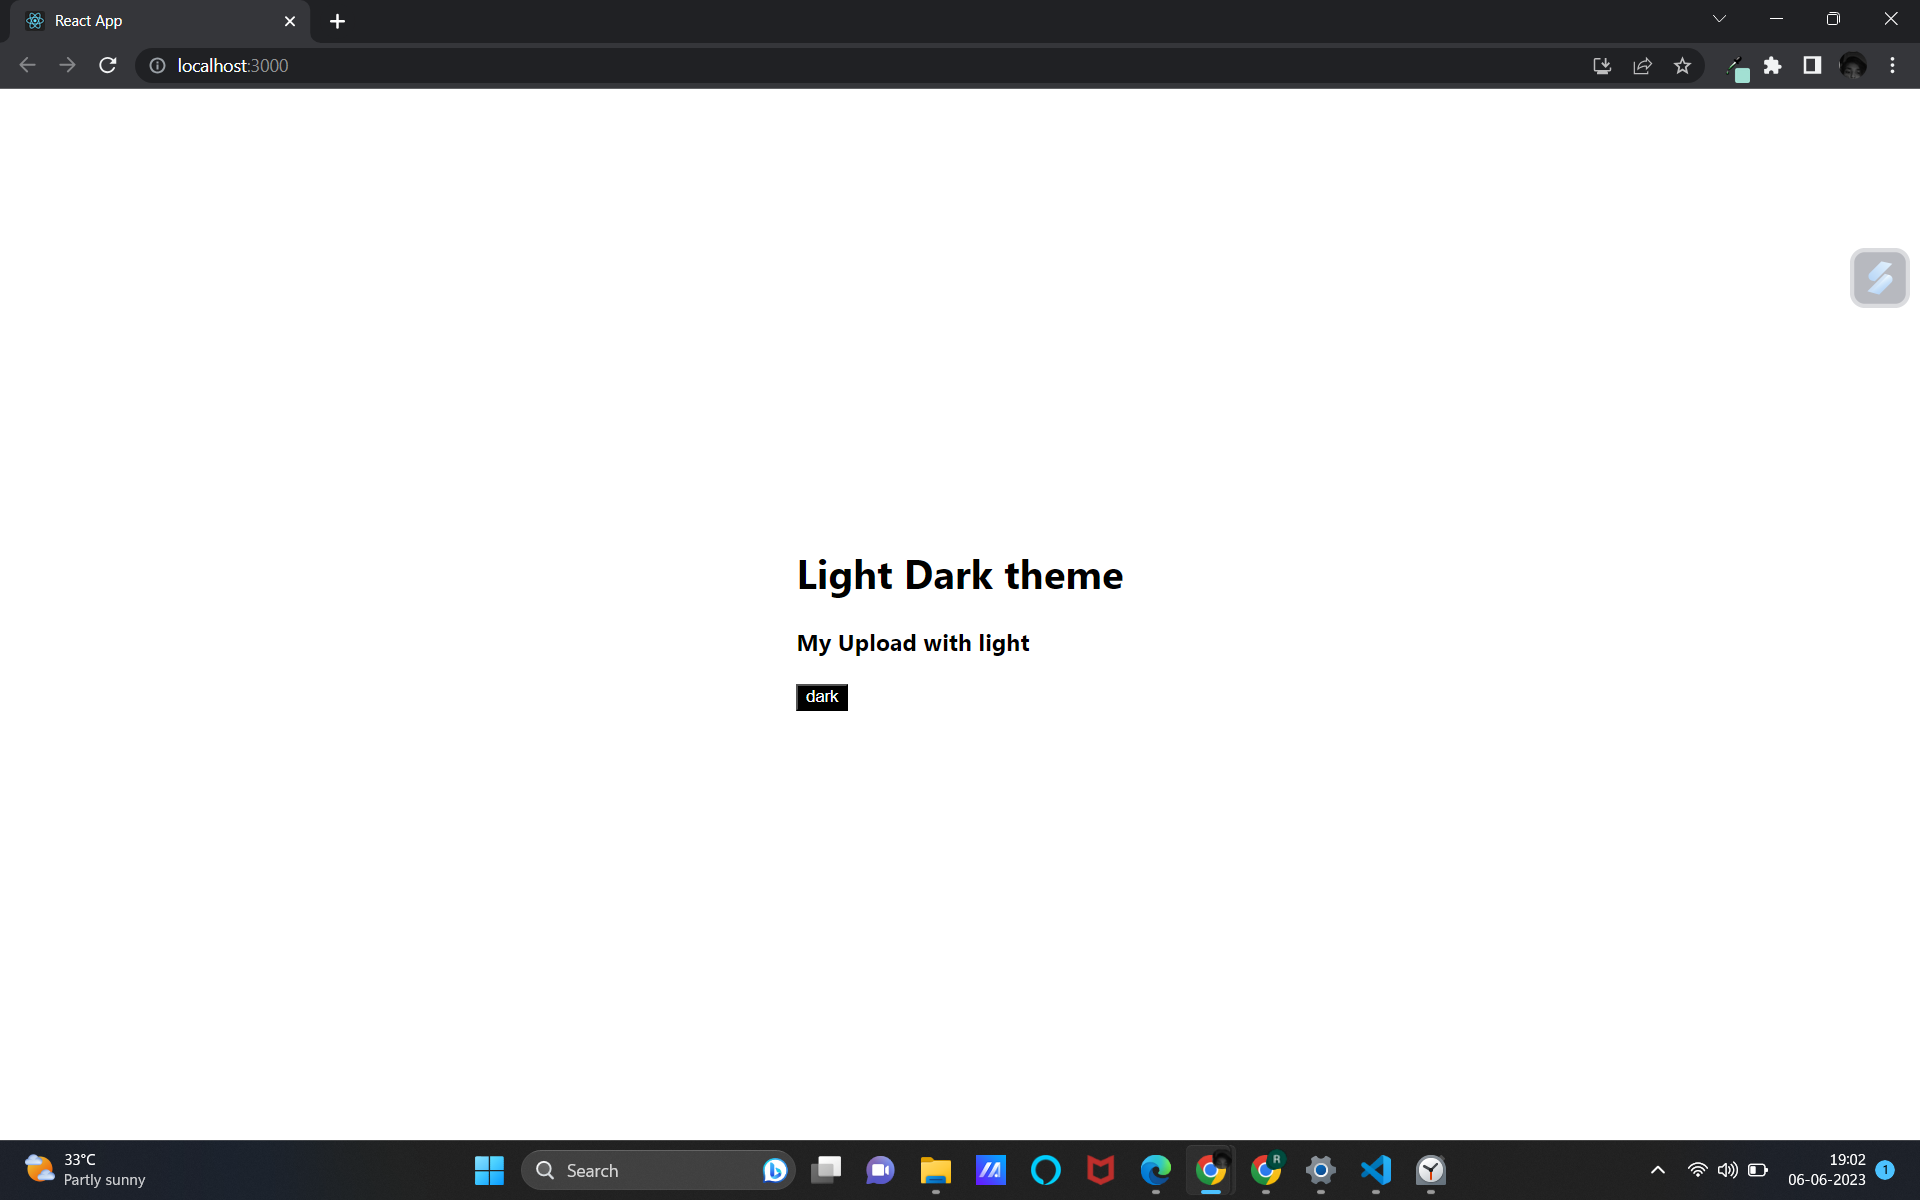 React App
localhost:3000
Light Dark theme
My Upload with light
dark
33°C
Partly sunny
Search
R
19:02
06-06-2023
1